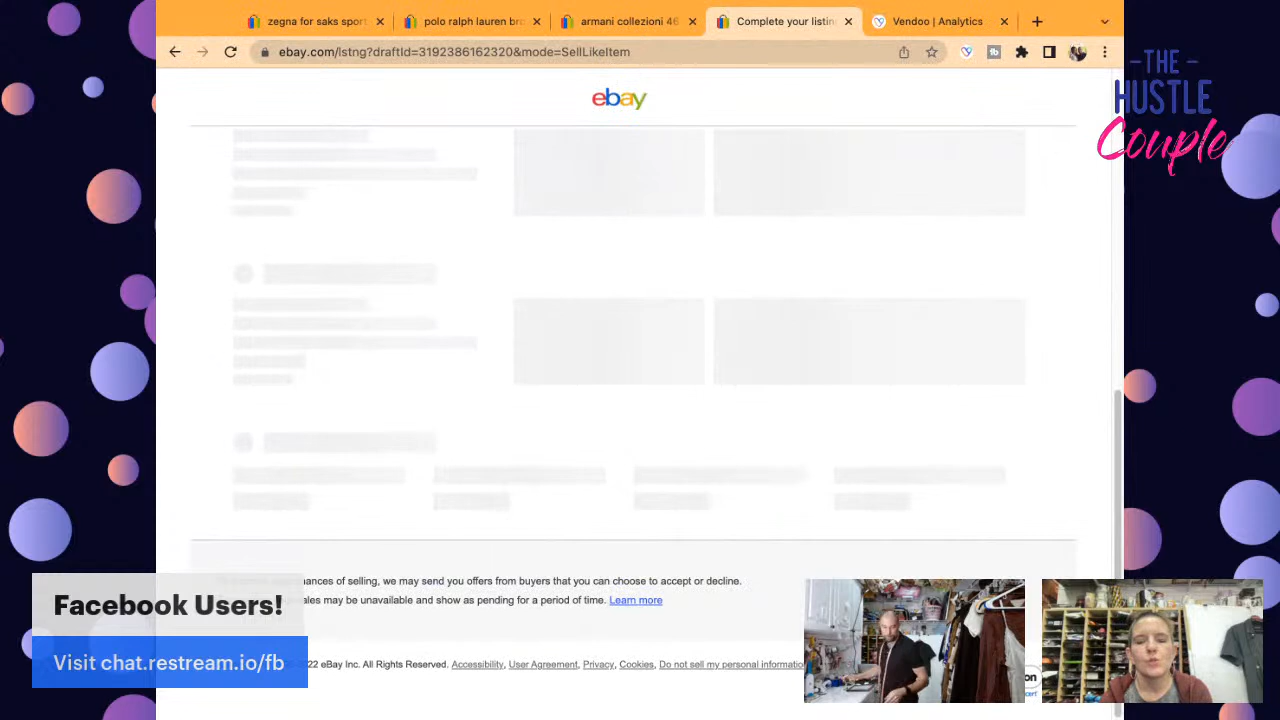 zegna for saks sport
polo ralph lauren bro
armani collezioni 46
Complete your listin
Vendoo | Analytics
ebay.com/lstng?draftId=3192386162320&mode=SellLikeItem
THE
HUSTLE
Couple
ebay
hances of selling, we may send you offers from buyers that you can choose to accept or decline.
ales may be unavailable and show as pending for a period of time. Learn more
Facebook Users!
Visit chat.restream.io/fb
22 eBay Inc. All Rights Reserved. Accessibility, User Agreement, Privacy, Cookies, Do not sell my personal informatio
on